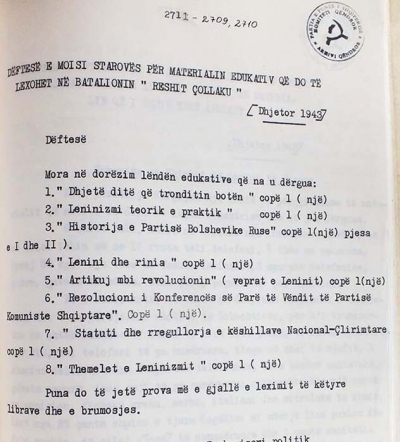 2711 - 2709, 2710
DËFTESË E MOISI STAROVËS PËR MATERIALIN EDUKATIV QË DO TË
LEXOHET NË BATALIONIN " RESHIT ÇOLLAKU "
[Dhjetor 1943]
Dëftesë
Mora në dorëzim lëndën edukative që na u dërgua:
1." Dhjetë ditë që tronditin botën " copë 1 ( një)
2." Leninizmi teorik e praktik " copë 1 ( një)
3." Historija e Partisë Bolshevike Ruse" copë 1(një) pjesa
e I dhe II ).
4." Lenini dhe rinia " copë 1 ( një)
5." Artikuj mbi revolucionin" ( veprat e Leninit) copë 1(një)
6." Rezolucioni i Konferencës së Parë të Vëndit të Partisë
Komuniste Shqiptare". Copë 1 ( një).
7. " Statuti dhe rregullorja e këshillave Nacional-Çlirimtare
copë 1 ( një)
8." Themelet e Leninizmit " copë 1 ( një)
Puna do të jetë prova më e gjallë e leximit të këtyre
librave dhe e brumosjes.
politik